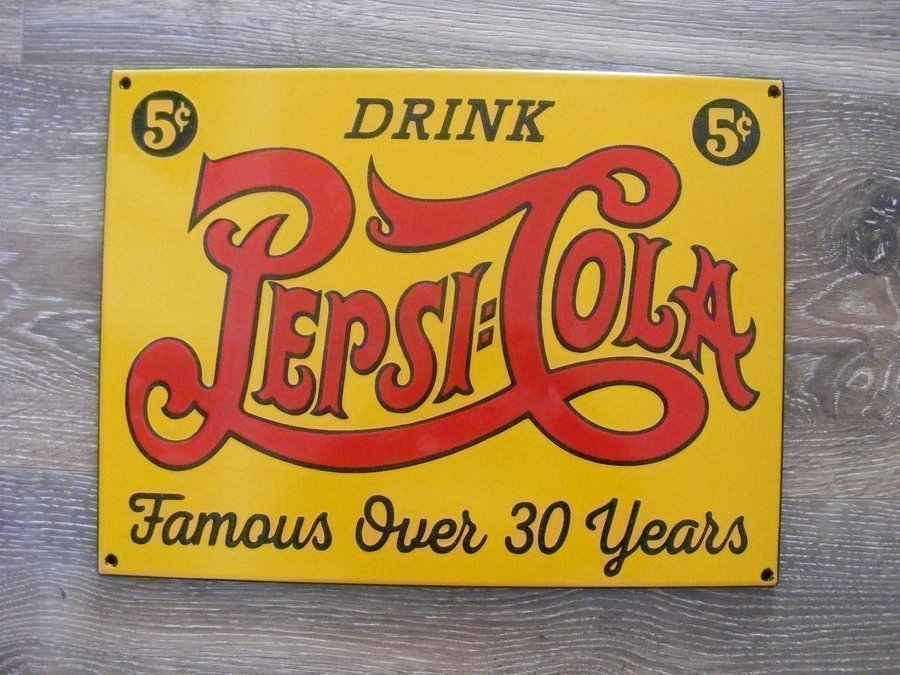 5¢ DRINK 5¢
PEPSI:COLA
Famous Over 30 Years